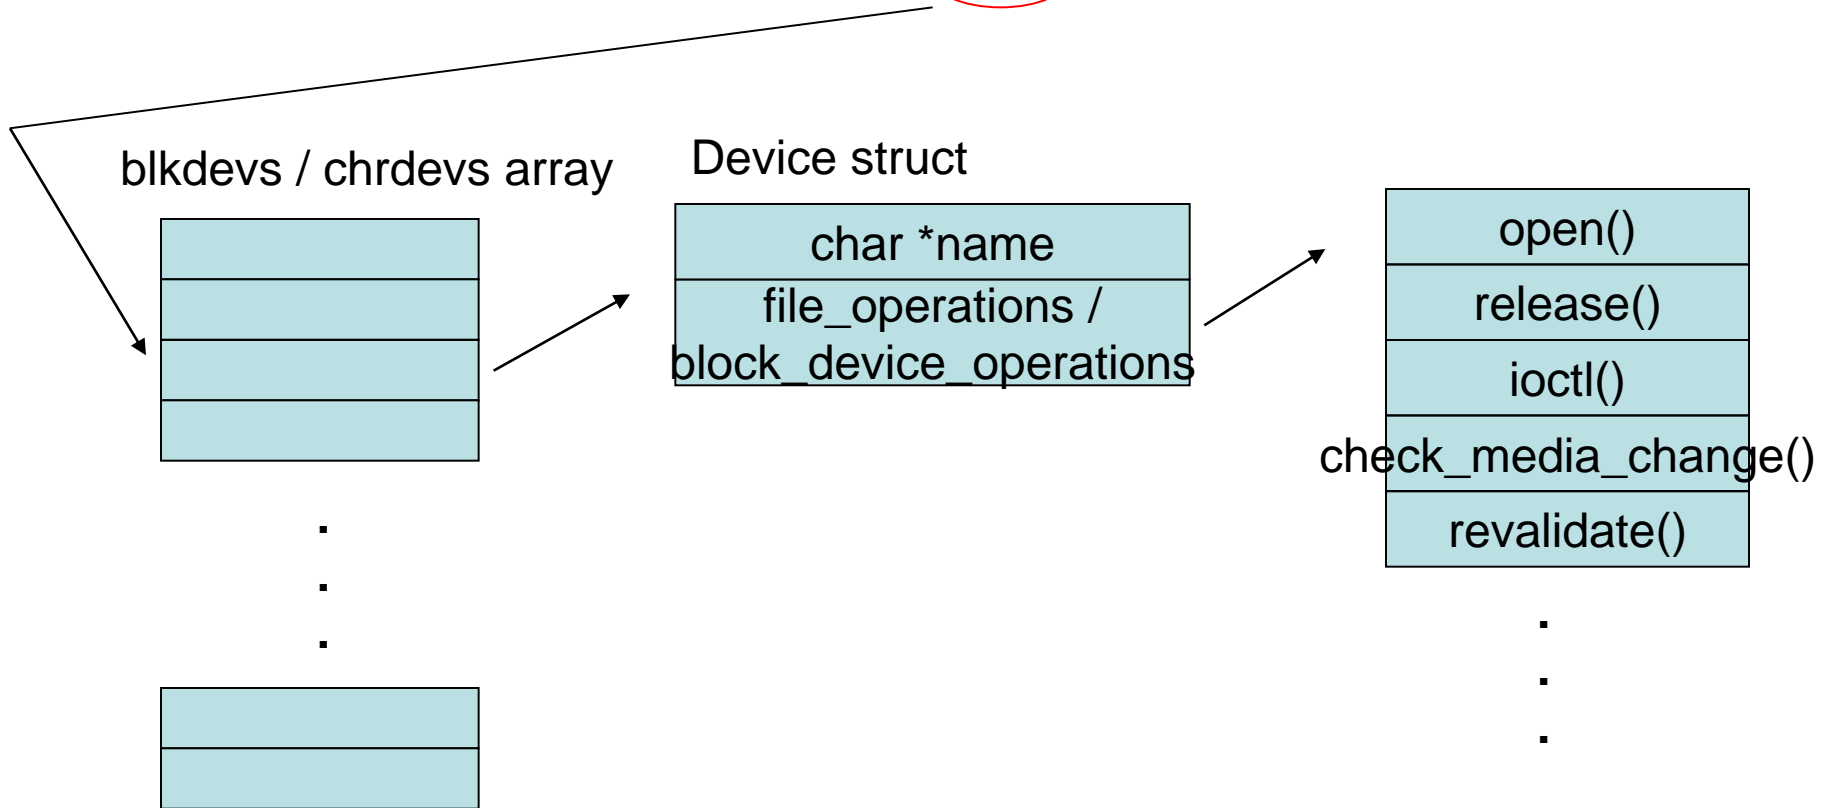 blkdevs / chrdevs array
Device struct
char *name
file_operations /
block_device_operations
open()
release()
ioctl()
check_media_change()
revalidate()
.
.
.
.
.
.